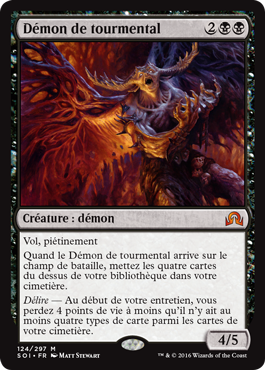 Démon de tourmental 2
Créature : démon
Vol, piétinement
Quand le Démon de tourmental arrive sur le
champ de bataille, mettez les quatre cartes
du dessus de votre bibliothèque dans votre
cimetière.
Délire — Au début de votre entretien, vous
perdez 4 points de vie à moins qu'il n'y ait au
moins quatre types de carte parmi les cartes de
votre cimetière.
4/5
124/297 M
SOI • FR Matt Stewart
™ & © 2016 Wizards of the Coast